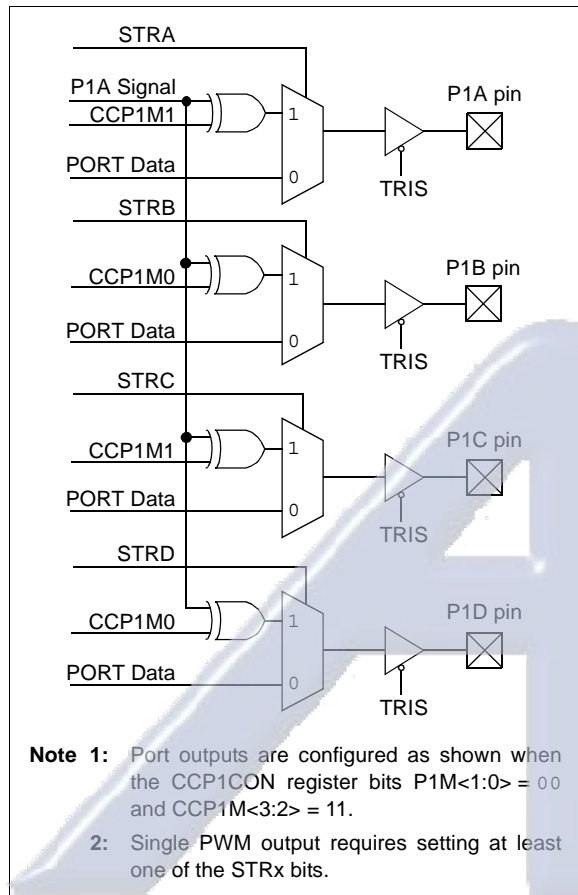 STRA
P1A Signal
CCP1M1
PORT Data
1
0
P1A pin
TRIS
STRB
CCP1M0
PORT Data
1
0
P1B pin
TRIS
STRC
CCP1M1
PORT Data
1
0
P1C pin
TRIS
STRD
CCP1M0
PORT Data
1
0
P1D pin
TRIS
Note 1: Port outputs are configured as shown when
the CCP1CON register bits P1M<1:0> = 00
and CCP1M<3:2> = 11.
2: Single PWM output requires setting at least
one of the STRx bits.